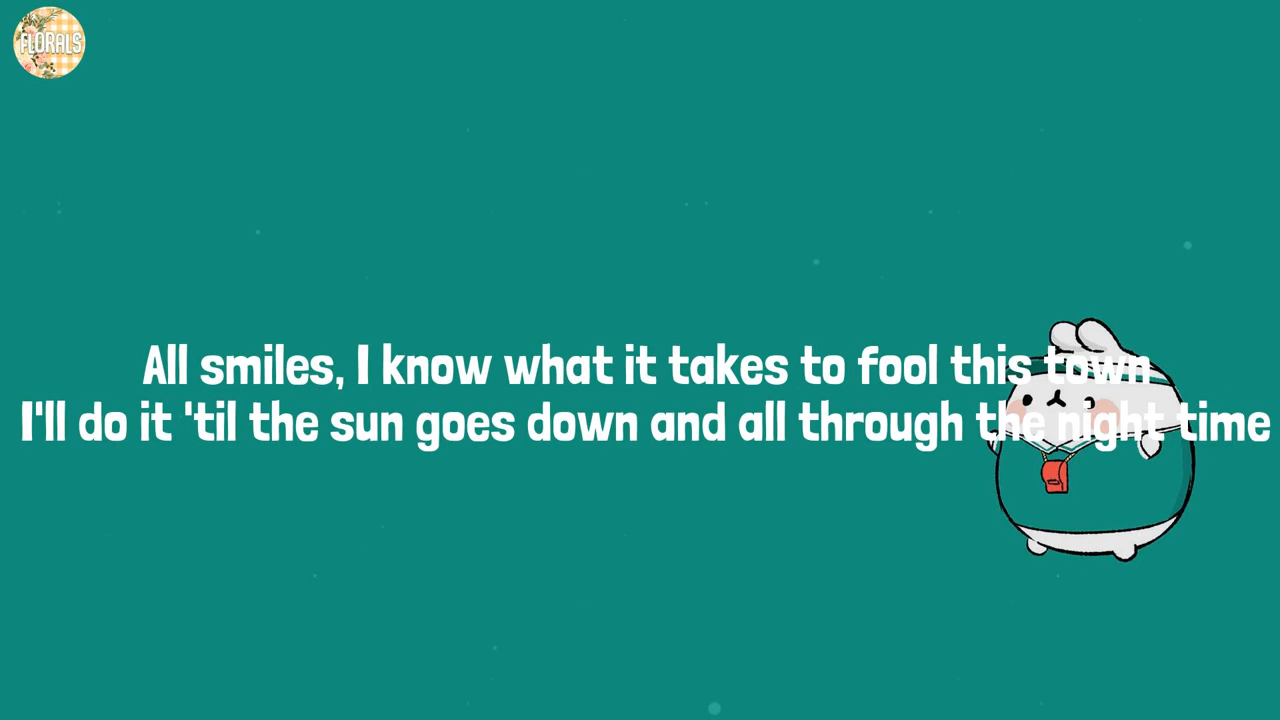 FLORALS
All smiles, I know what it takes to fool this town
I'll do it 'til the sun goes down and all through the night time